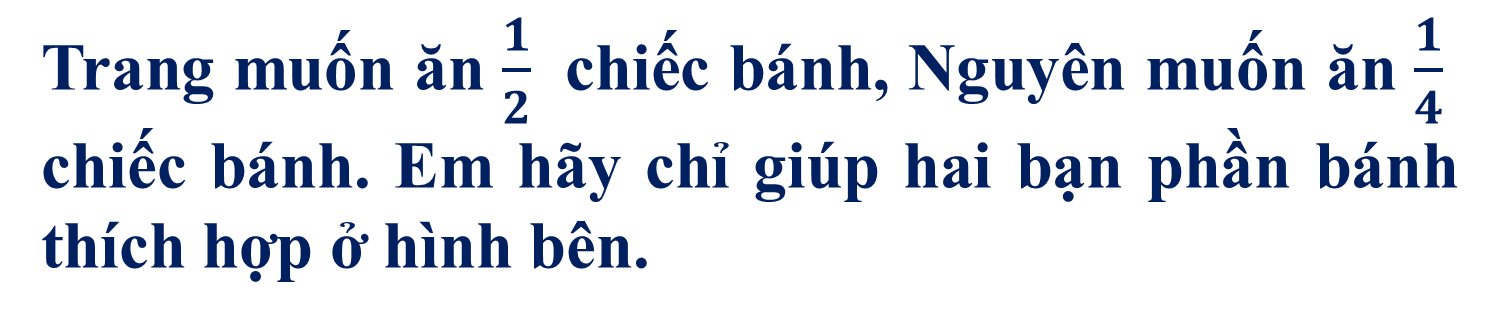 Trang muốn ăn 1/2 chiếc bánh, Nguyên muốn ăn 1/4
chiếc bánh. Em hãy chỉ giúp hai bạn phần bánh
thích hợp ở hình bên.